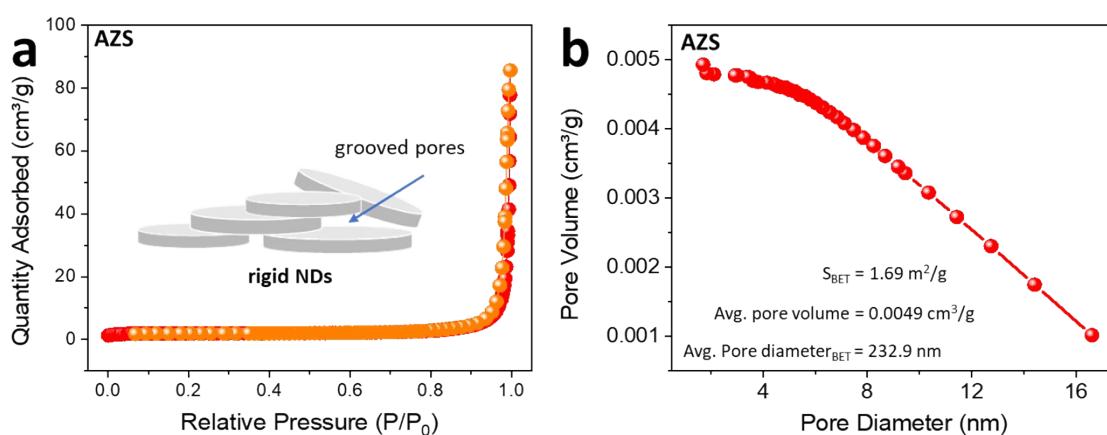 a
AZS
100
80
60
40
20
0
Quantity Adsorbed (cm³/g)
grooved pores
rigid NDs
0.0 0.2 0.4 0.6 0.8 1.0
Relative Pressure (P/P₀)
b
AZS
0.005
0.004
0.003
0.002
0.001
Pore Volume (cm³/g)
S_BET = 1.69 m²/g
Avg. pore volume = 0.0049 cm³/g
Avg. Pore diameter_BET = 232.9 nm
4 8 12 16
Pore Diameter (nm)